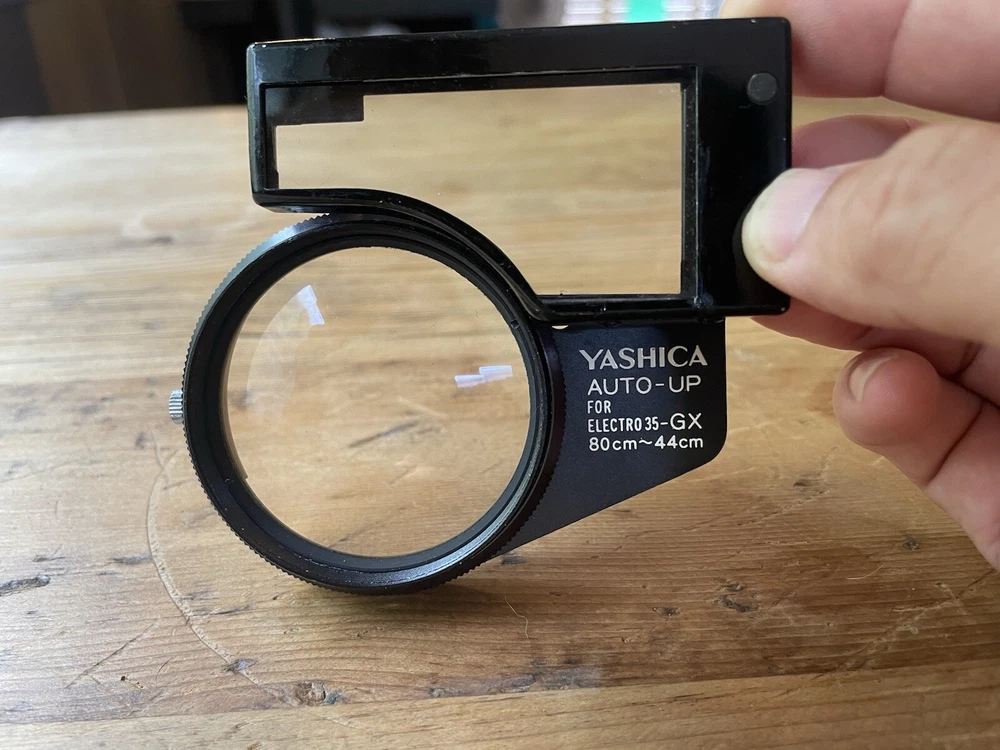 YASHICA
AUTO-UP
FOR
ELECTRO 35-GX
80cm~44cm